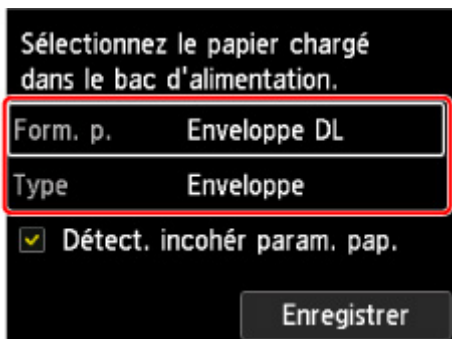 Sélectionnez le papier chargé
dans le bac d'alimentation.
Form. p. Enveloppe DL
Type Enveloppe
Détect. incohér param. pap.
Enregistrer